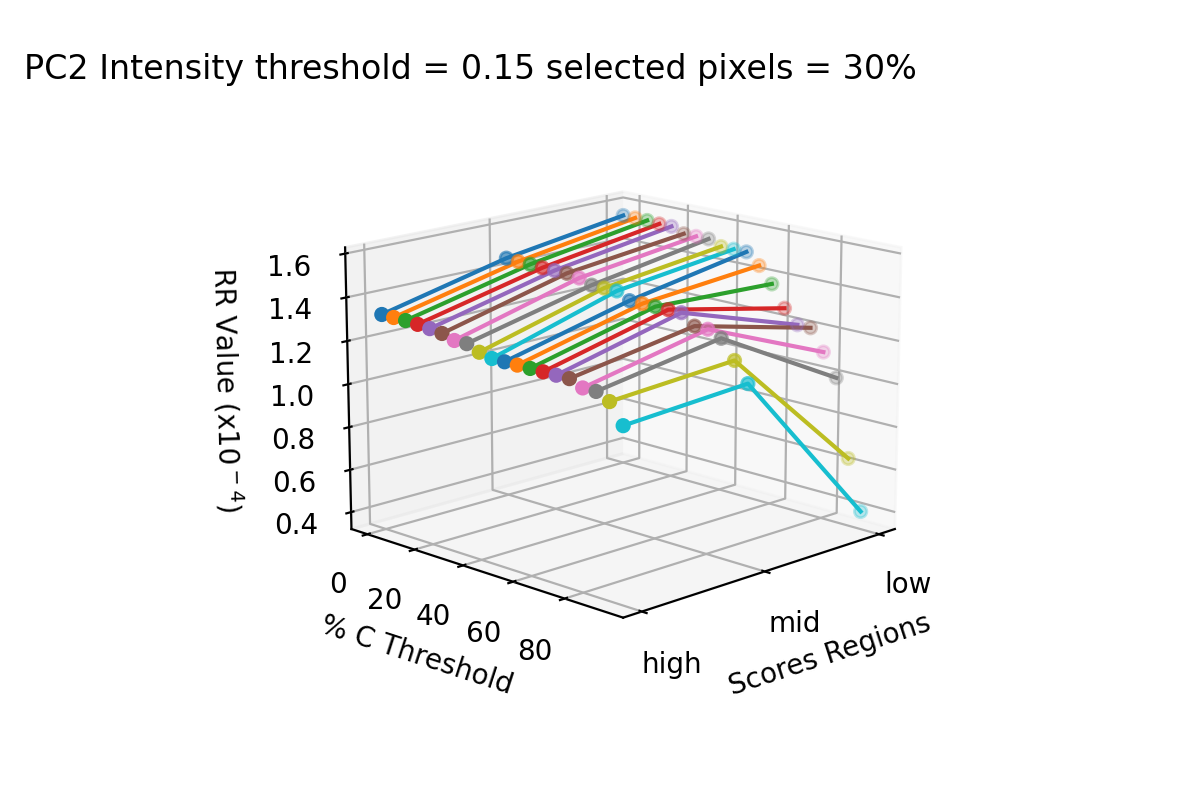 PC2 Intensity threshold = 0.15 selected pixels = 30%
1.6
1.4
1.2
1.0
0.8
0.6
0.4
RR Value (x10⁻⁴)
0
20
40
60
80
% C Threshold
high
mid
low
Scores Regions